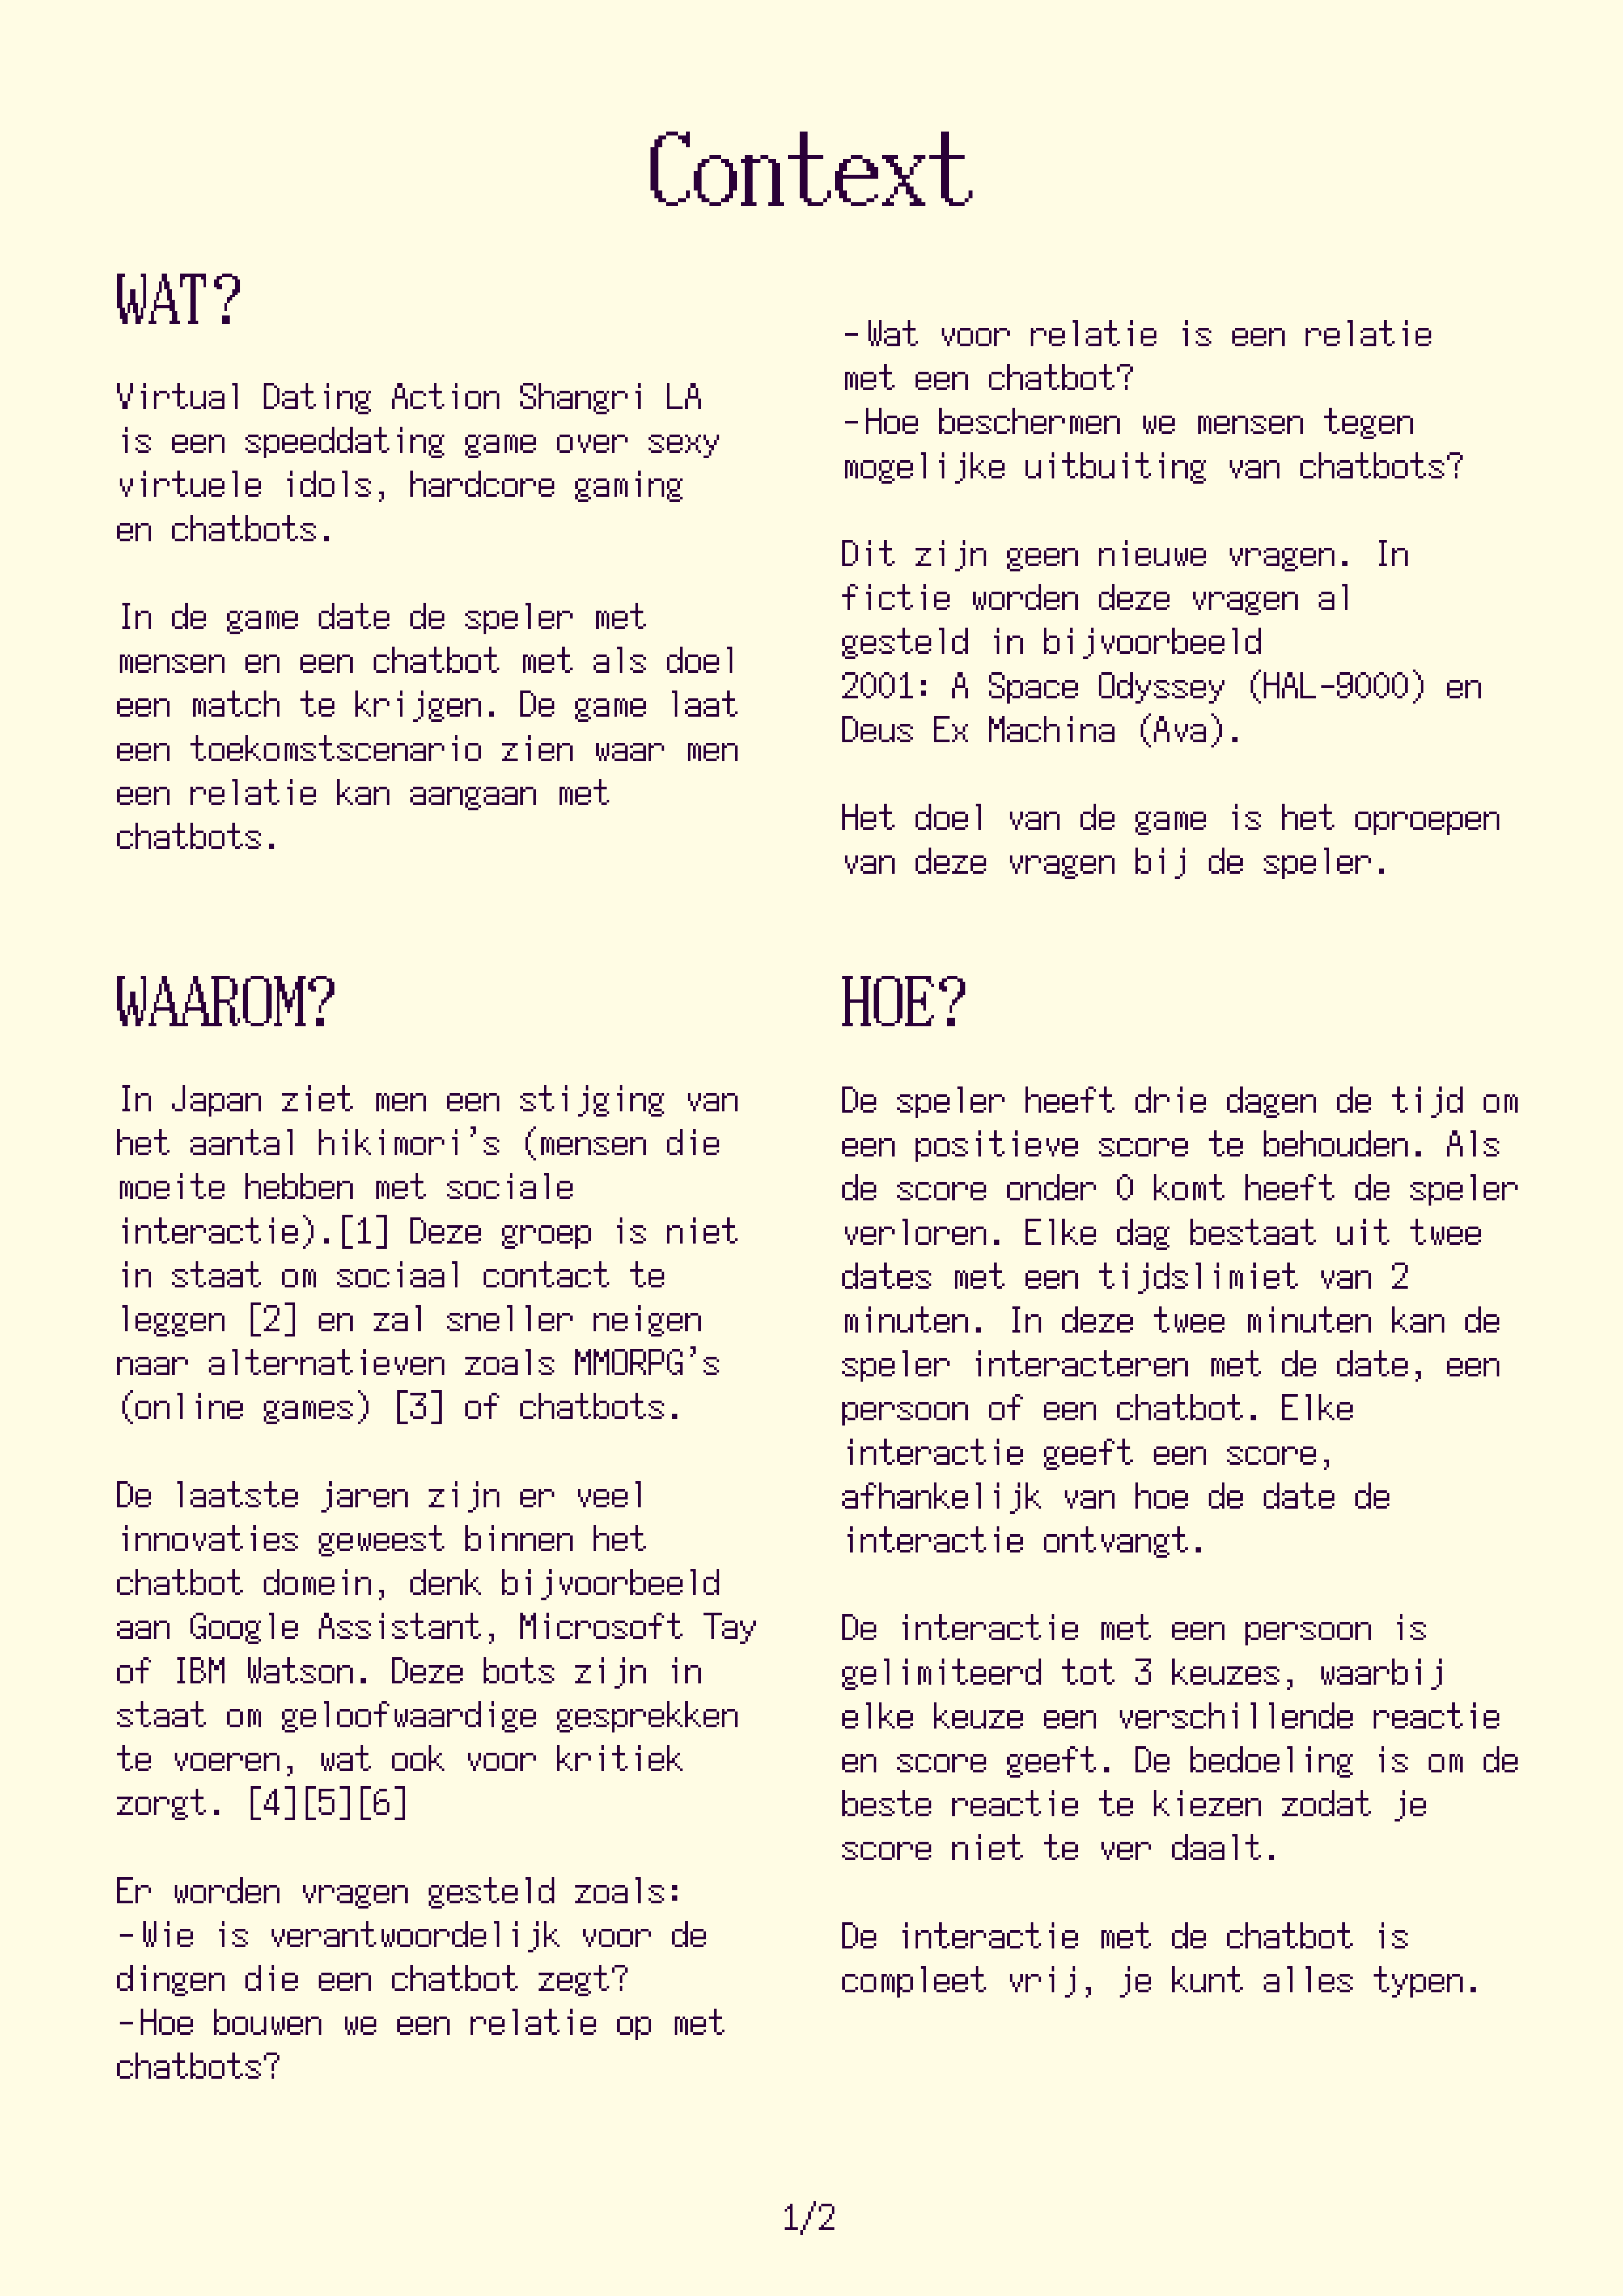 Context
WAT?
Virtual Dating Action Shangri LA
is een speeddating game over sexy
virtuele idols, hardcore gaming
en chatbots.
In de game date de speler met
mensen en een chatbot met als doel
een match te krijgen. De game laat
een toekomstscenario zien waar men
een relatie kan aangaan met
chatbots.
WAAROM?
In Japan ziet men een stijging van
het aantal hikimori's (mensen die
moeite hebben met sociale
interactie).[1] Deze groep is niet
in staat om sociaal contact te
leggen [2] en zal sneller neigen
naar alternatieven zoals MMORPG's
(online games) [3] of chatbots.
De laatste jaren zijn er veel
innovaties geweest binnen het
chatbot domein, denk bijvoorbeeld
aan Google Assistant, Microsoft Tay
of IBM Watson. Deze bots zijn in
staat om geloofwaardige gesprekken
te voeren, wat ook voor kritiek
zorgt. [4][5][6]
Er worden vragen gesteld zoals:
-Wie is verantwoordelijk voor de
dingen die een chatbot zegt?
-Hoe bouwen we een relatie op met
chatbots?
-Wat voor relatie is een relatie
met een chatbot?
-Hoe beschermen we mensen tegen
mogelijke uitbuiting van chatbots?
Dit zijn geen nieuwe vragen. In
fictie worden deze vragen al
gesteld in bijvoorbeeld
2001: A Space Odyssey (HAL-9000) en
Deus Ex Machina (Ava).
Het doel van de game is het oproepen
van deze vragen bij de speler.
HOE?
De speler heeft drie dagen de tijd om
een positieve score te behouden. Als
de score onder 0 komt heeft de speler
verloren. Elke dag bestaat uit twee
dates met een tijdslimiet van 2
minuten. In deze twee minuten kan de
speler interacteren met de date, een
persoon of een chatbot. Elke
interactie geeft een score,
afhankelijk van hoe de date de
interactie ontvangt.
De interactie met een persoon is
gelimiteerd tot 3 keuzes, waarbij
elke keuze een verschillende reactie
en score geeft. De bedoeling is om de
beste reactie te kiezen zodat je
score niet te ver daalt.
De interactie met de chatbot is
compleet vrij, je kunt alles typen.
1/2